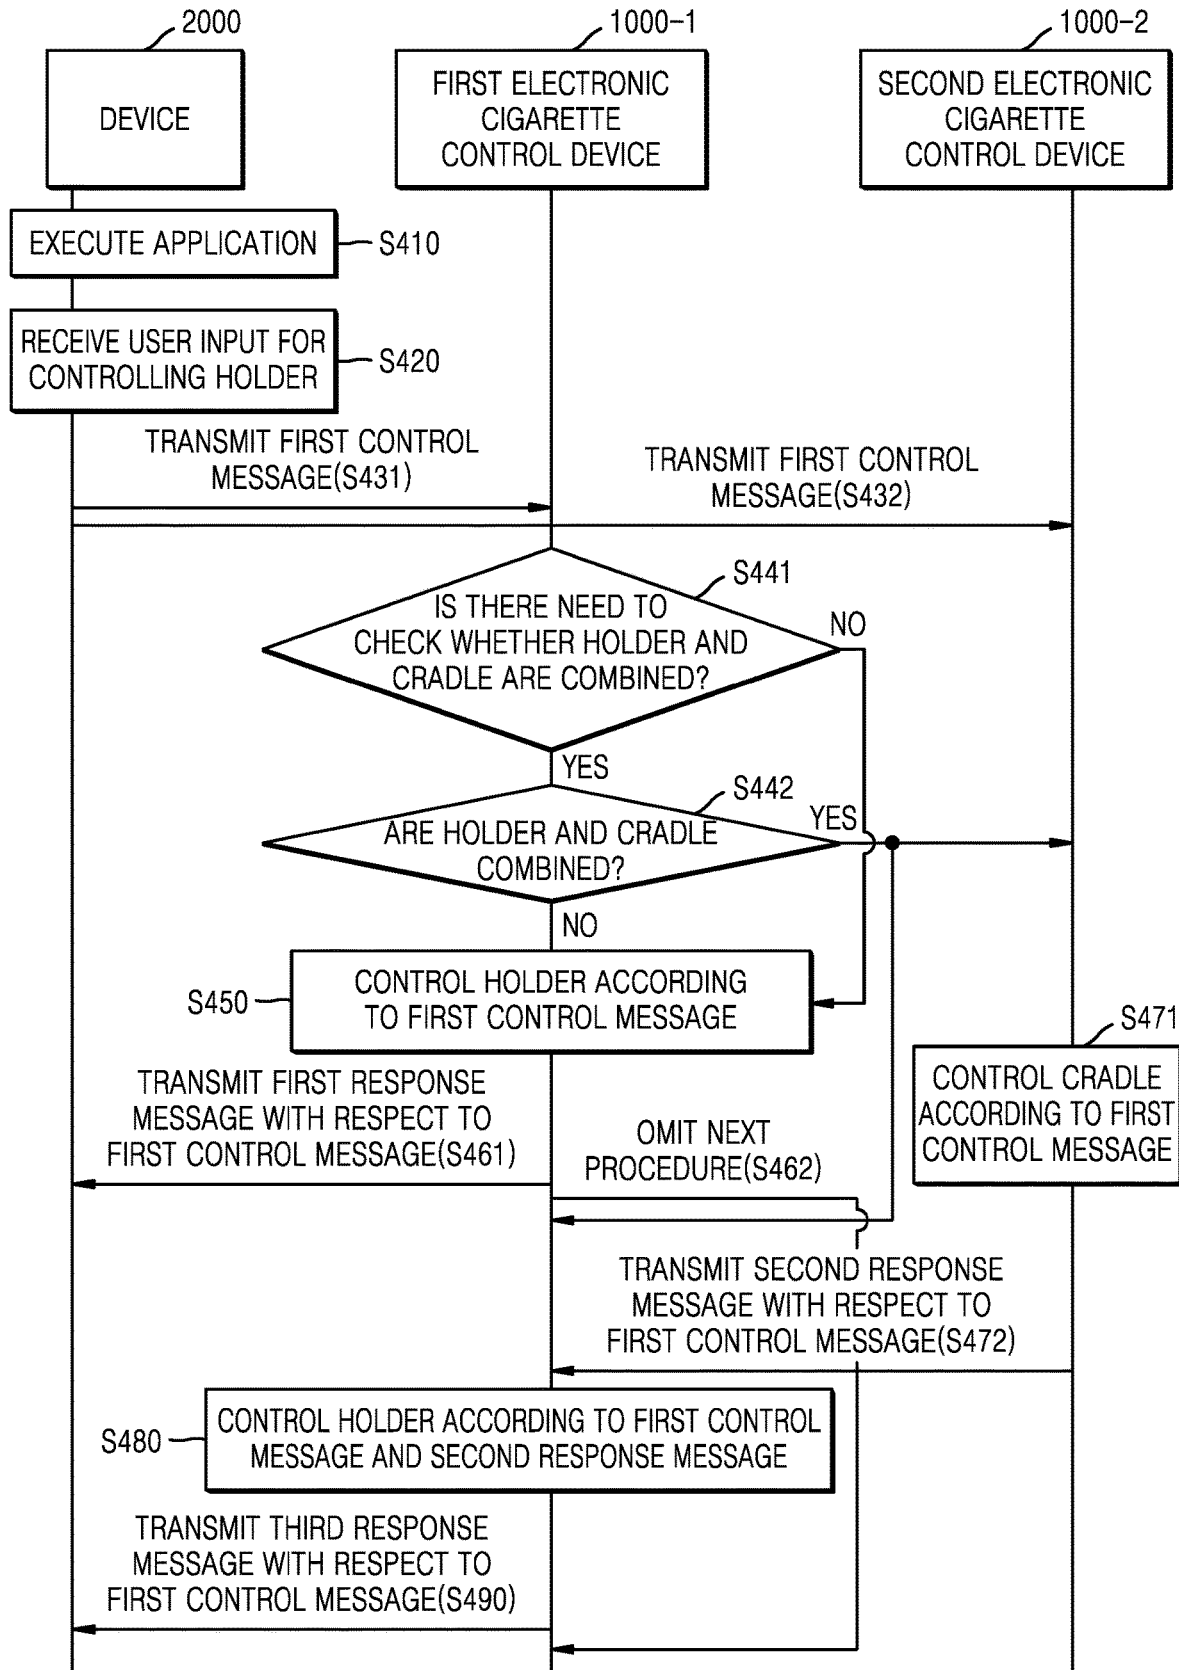 2000
1000-1
1000-2
DEVICE
FIRST ELECTRONIC
CIGARETTE
CONTROL DEVICE
SECOND ELECTRONIC
CIGARETTE
CONTROL DEVICE
EXECUTE APPLICATION
S410
RECEIVE USER INPUT FOR
CONTROLLING HOLDER
S420
TRANSMIT FIRST CONTROL
MESSAGE(S431)
TRANSMIT FIRST CONTROL
MESSAGE(S432)
S441
IS THERE NEED TO
CHECK WHETHER HOLDER AND
CRADLE ARE COMBINED?
NO
YES
S442
ARE HOLDER AND CRADLE
COMBINED?
YES
NO
S450
CONTROL HOLDER ACCORDING
TO FIRST CONTROL MESSAGE
S471
CONTROL CRADLE
ACCORDING TO FIRST
CONTROL MESSAGE
TRANSMIT FIRST RESPONSE
MESSAGE WITH RESPECT TO
FIRST CONTROL MESSAGE(S461)
OMIT NEXT
PROCEDURE(S462)
TRANSMIT SECOND RESPONSE
MESSAGE WITH RESPECT TO
FIRST CONTROL MESSAGE(S472)
S480
CONTROL HOLDER ACCORDING TO FIRST CONTROL
MESSAGE AND SECOND RESPONSE MESSAGE
TRANSMIT THIRD RESPONSE
MESSAGE WITH RESPECT TO
FIRST CONTROL MESSAGE(S490)